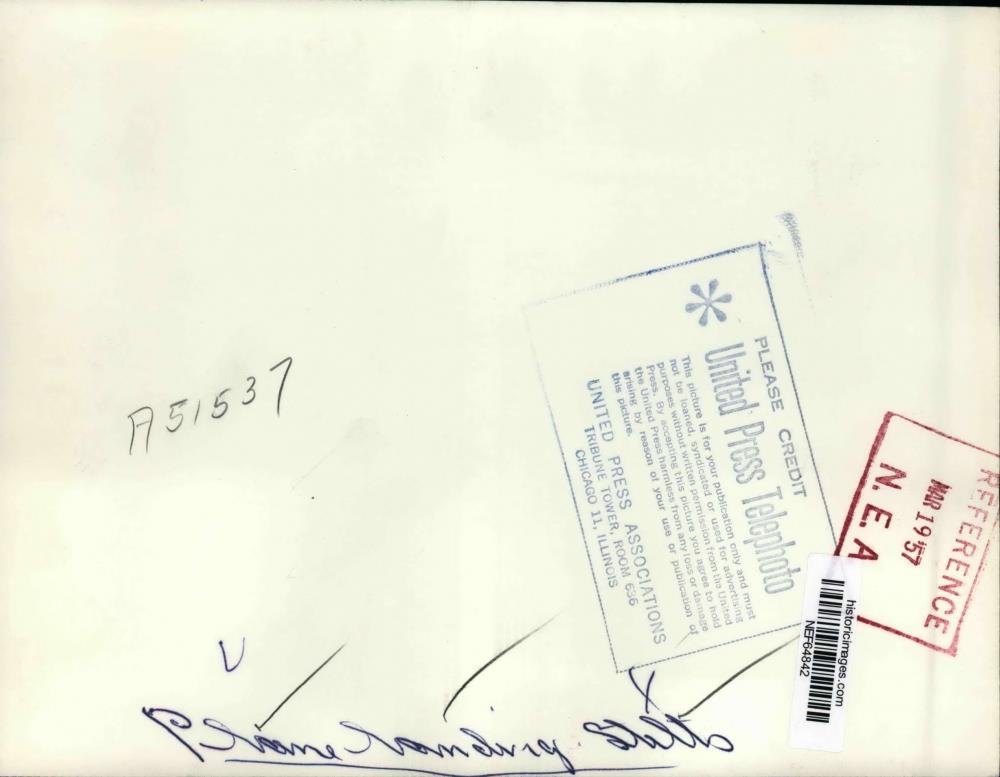 A51537
PLEASE CREDIT
United Press Telephoto
This picture is for your publication only and must
not be loaned, syndicated or used for advertising
purposes without written permission from the United
Press. By accepting this picture you agree to hold
the United Press harmless from any loss or damage
arising by reason of your use or publication of
this picture.
UNITED PRESS ASSOCIATIONS
TRIBUNE TOWER, ROOM 636
CHICAGO 11, ILLINOIS
REFERENCE
MAR 19 '57
N. E. A
historicimages.com
NEF64842
Plane Landing